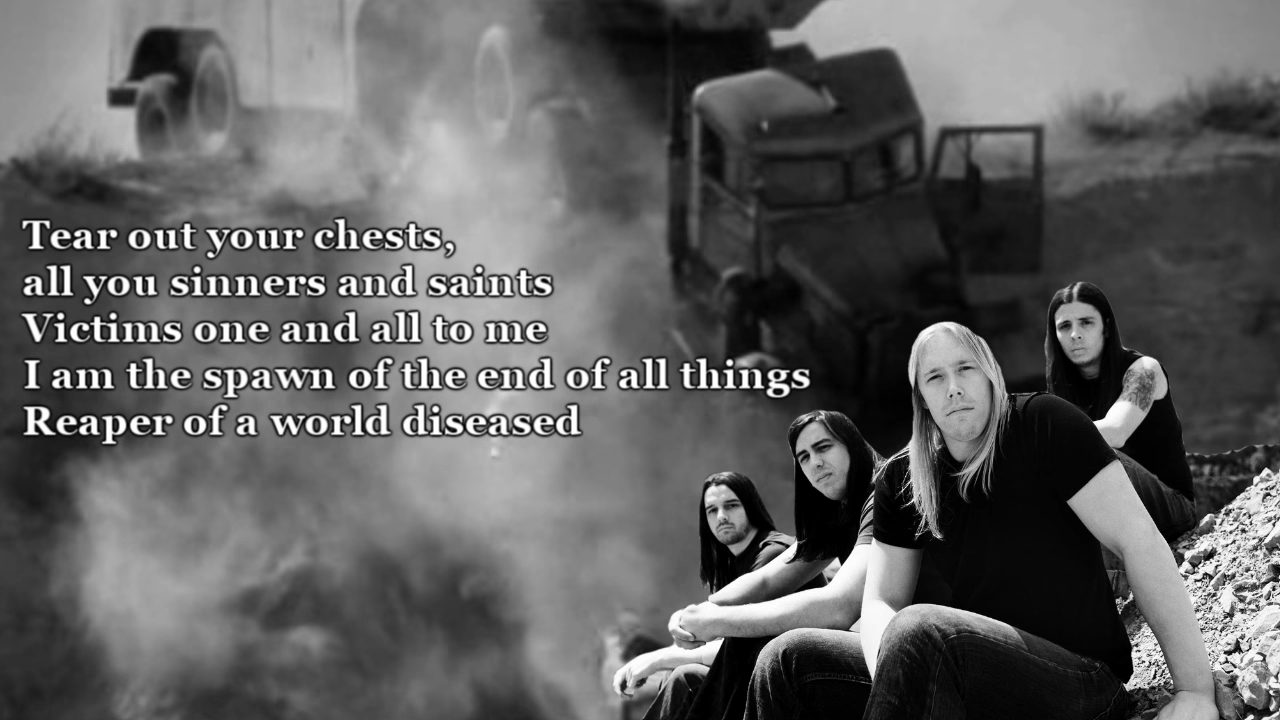 Tear out your chests,
all you sinners and saints
Victims one and all to me
I am the spawn of the end of all things
Reaper of a world diseased